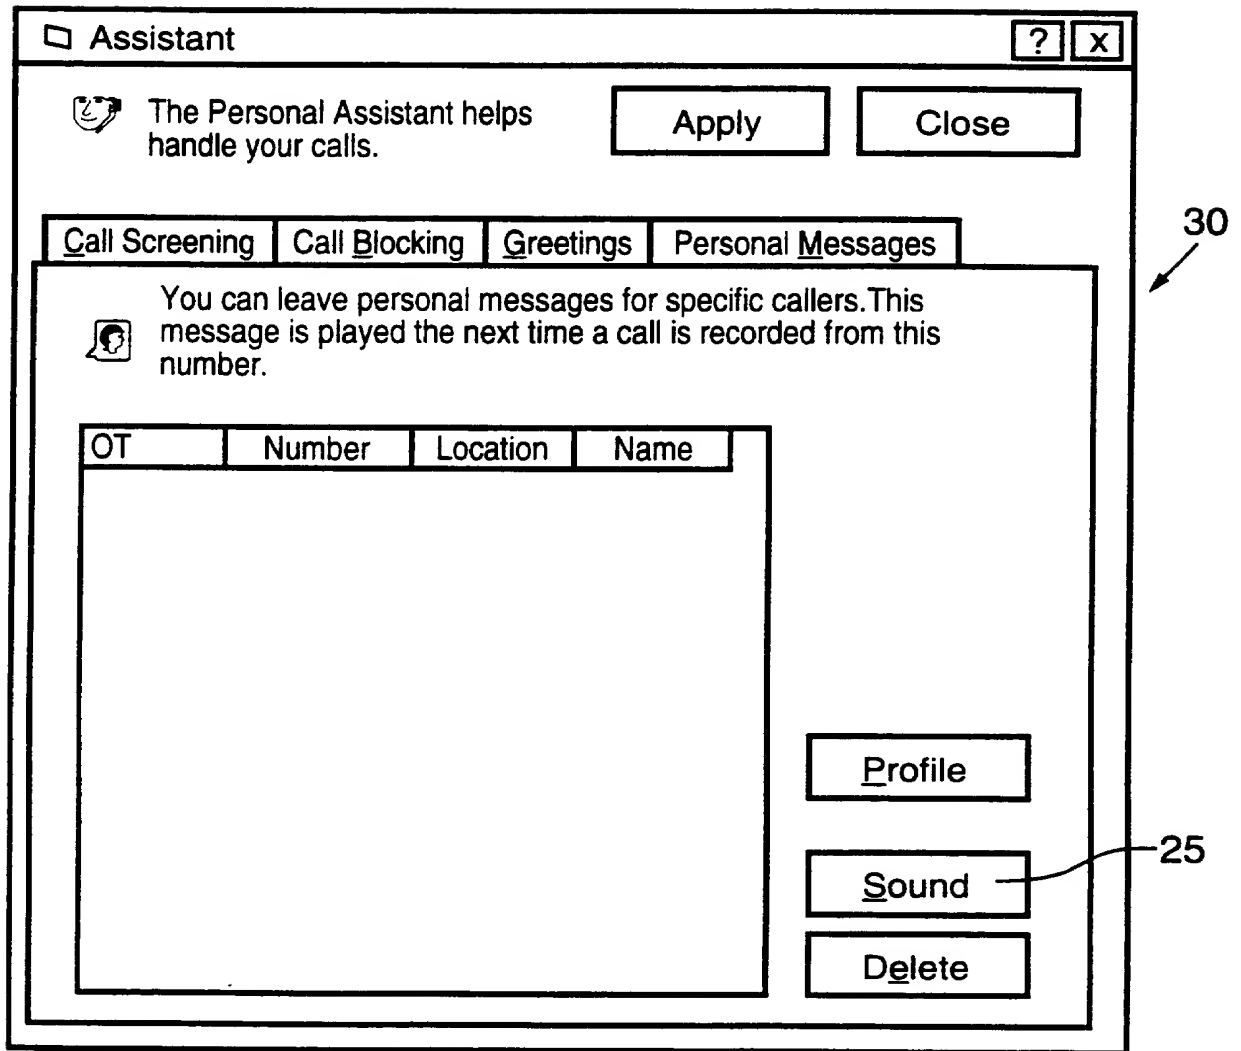 Assistant
? x
The Personal Assistant helps
handle your calls.
Apply
Close
30
Call Screening
Call Blocking
Greetings
Personal Messages
You can leave personal messages for specific callers.This
message is played the next time a call is recorded from this
number.
OT
Number
Location
Name
Profile
Sound
25
Delete